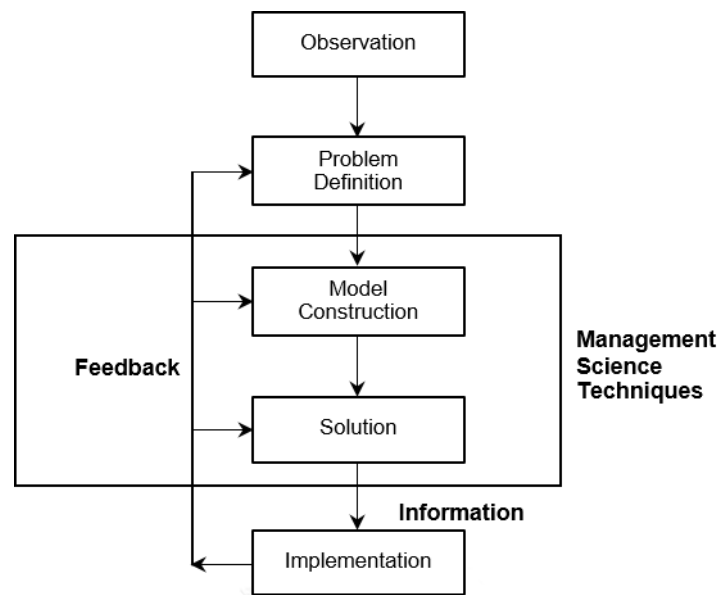 Observation
Problem
Definition
Model
Construction
Management
Science
Techniques
Feedback
Solution
Information
Implementation